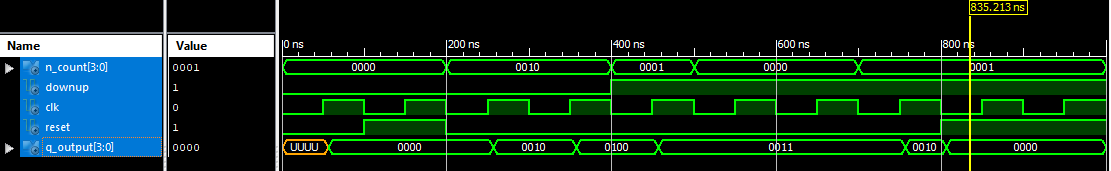 835.213 ns
Name Value 0 ns 200 ns 400 ns 600 ns 800 ns
n_count[3:0] 0001 0000 0010 0001 0000 0001
downup 1
clk 0
reset 1
q_output[3:0] 0000 UUUU 0000 0010 0100 0011 0010 0000